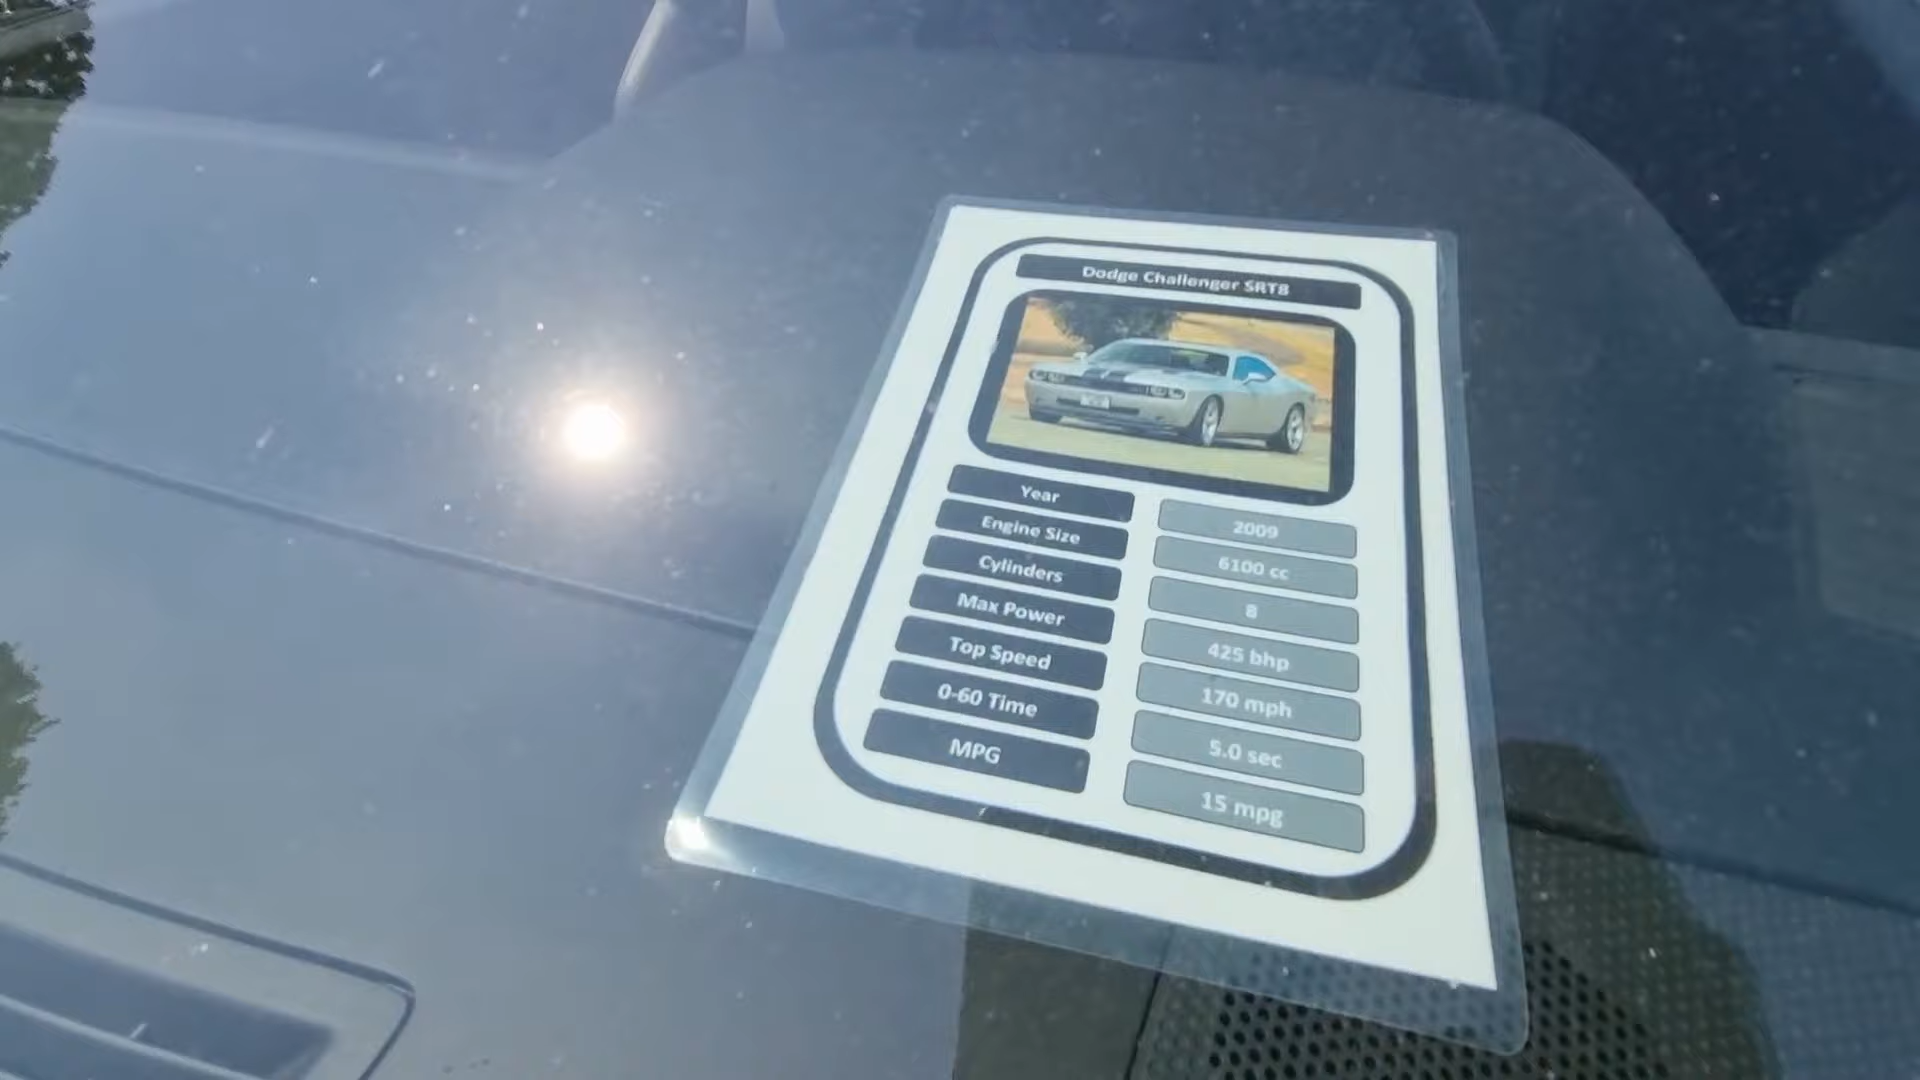 Dodge Challenger SRT8
Year 2009
Engine Size 6100 cc
Cylinders 8
Max Power 425 bhp
Top Speed 170 mph
0-60 Time 5.0 sec
MPG 15 mpg